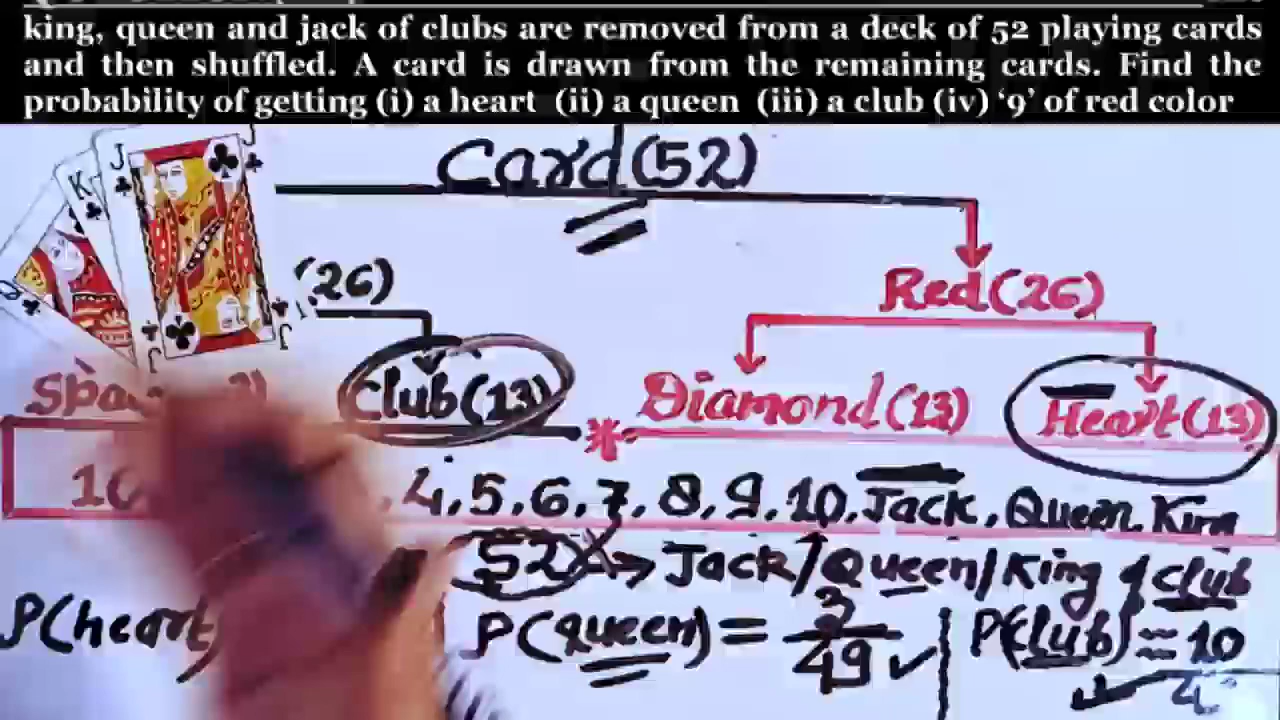 king, queen and jack of clubs are removed from a deck of 52 playing cards
and then shuffled. A card is drawn from the remaining cards. Find the
probability of getting (i) a heart (ii) a queen (iii) a club (iv) ‘9’ of red color
Card(52)
J
K
Q
(26)
Red(26)
Club(13)
Diamond(13)
Heart(13)
4, 5, 6, 7, 8, 9, 10, Jack, Queen, King
52 → Jack/Queen/King of club
P(heart)
P(queen) = 3/49
P(club) = 10